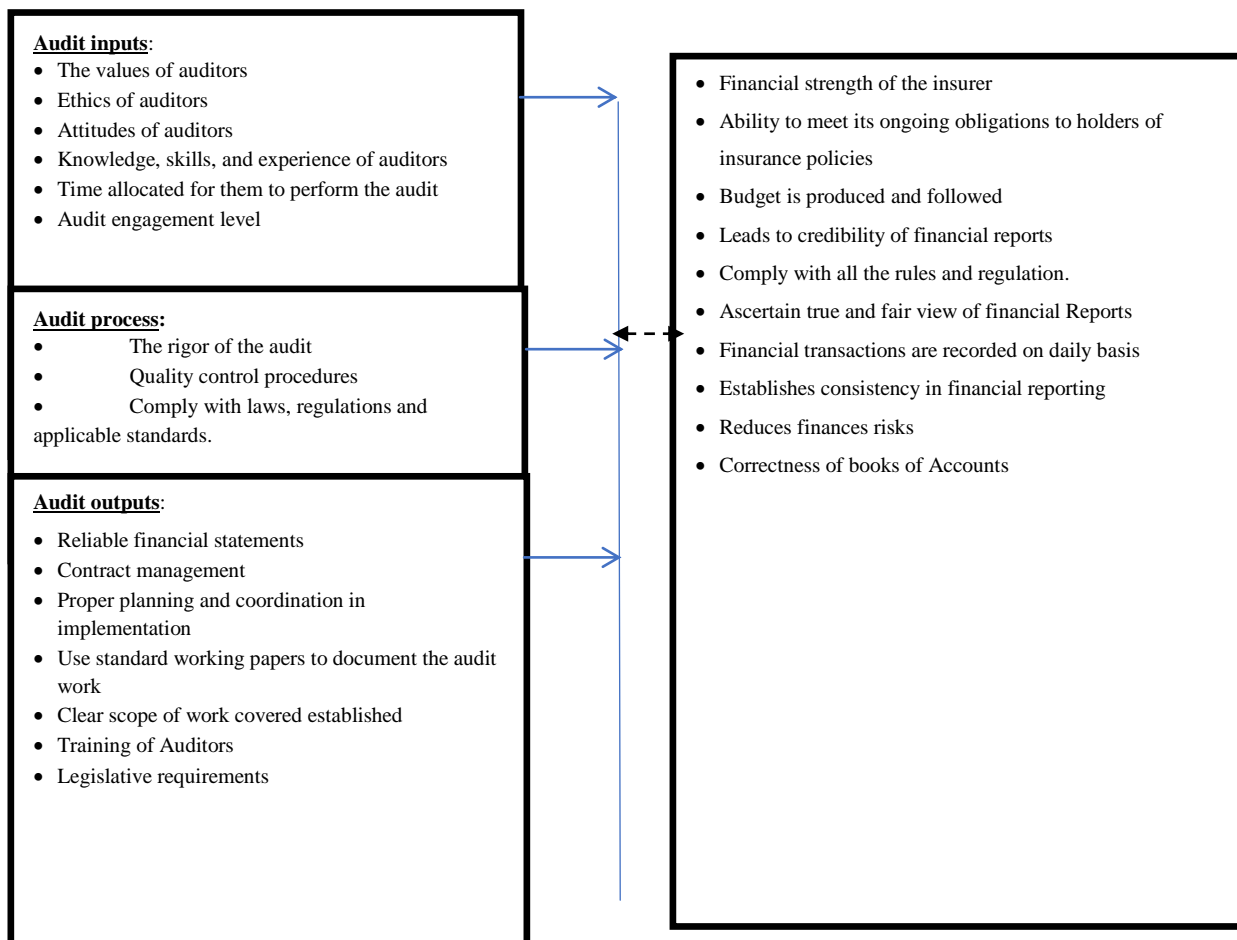 Audit inputs:
• The values of auditors
• Ethics of auditors
• Attitudes of auditors
• Knowledge, skills, and experience of auditors
• Time allocated for them to perform the audit
• Audit engagement level
Audit process:
• The rigor of the audit
• Quality control procedures
• Comply with laws, regulations and
applicable standards.
Audit outputs:
• Reliable financial statements
• Contract management
• Proper planning and coordination in
implementation
• Use standard working papers to document the audit
work
• Clear scope of work covered established
• Training of Auditors
• Legislative requirements
• Financial strength of the insurer
• Ability to meet its ongoing obligations to holders of
insurance policies
• Budget is produced and followed
• Leads to credibility of financial reports
• Comply with all the rules and regulation.
• Ascertain true and fair view of financial Reports
• Financial transactions are recorded on daily basis
• Establishes consistency in financial reporting
• Reduces finances risks
• Correctness of books of Accounts